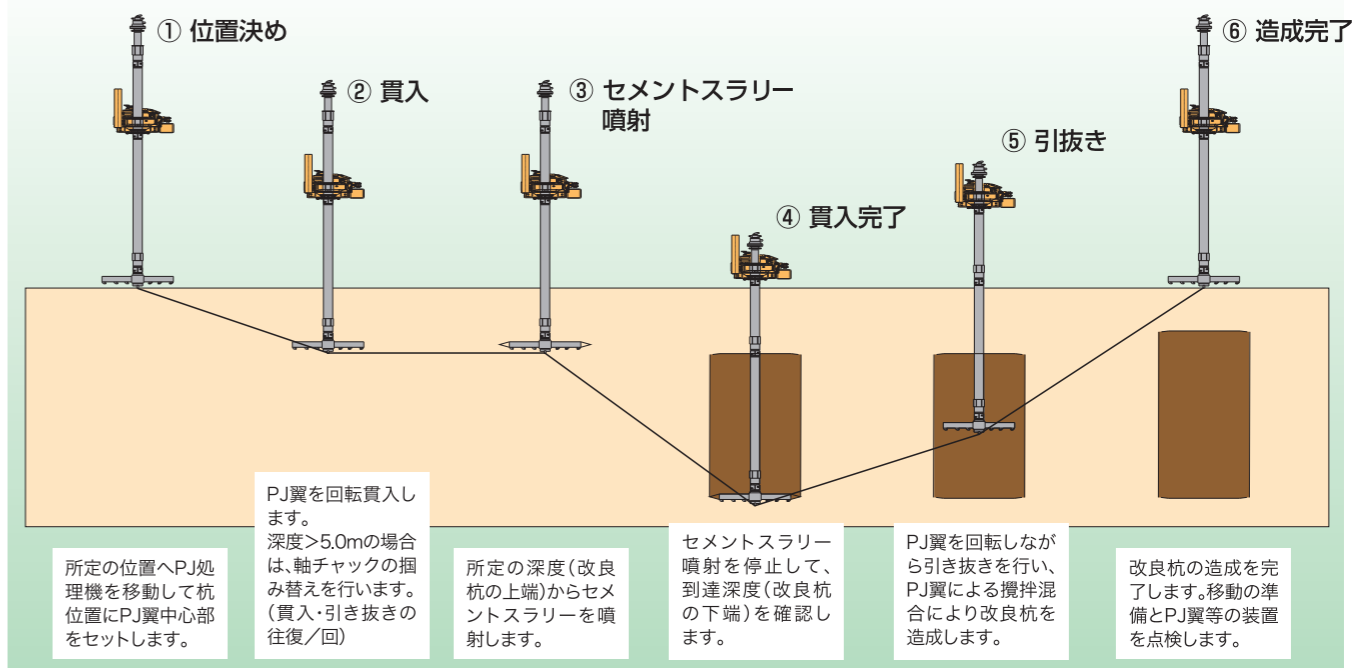 ① 位置決め
② 貫入
③ セメントスラリー
噴射
④ 貫入完了
⑤ 引抜き
⑥ 造成完了
所定の位置へPJ処
理機を移動して杭
位置にPJ翼中心部
をセットします。
PJ翼を回転貫入し
ます。
深度>5.0mの場合
は、軸チャックの掴
み替えを行います。
(貫入・引き抜きの
往復／回)
所定の深度(改良
杭の上端)からセメ
ントスラリーを噴
射します。
セメントスラリー
噴射を停止して、
到達深度(改良杭
の下端)を確認し
ます。
PJ翼を回転しなが
ら引き抜きを行い、
PJ翼による攪拌混
合により改良杭を
造成します。
改良杭の造成を完
了します。移動の準
備とPJ翼等の装置
を点検します。